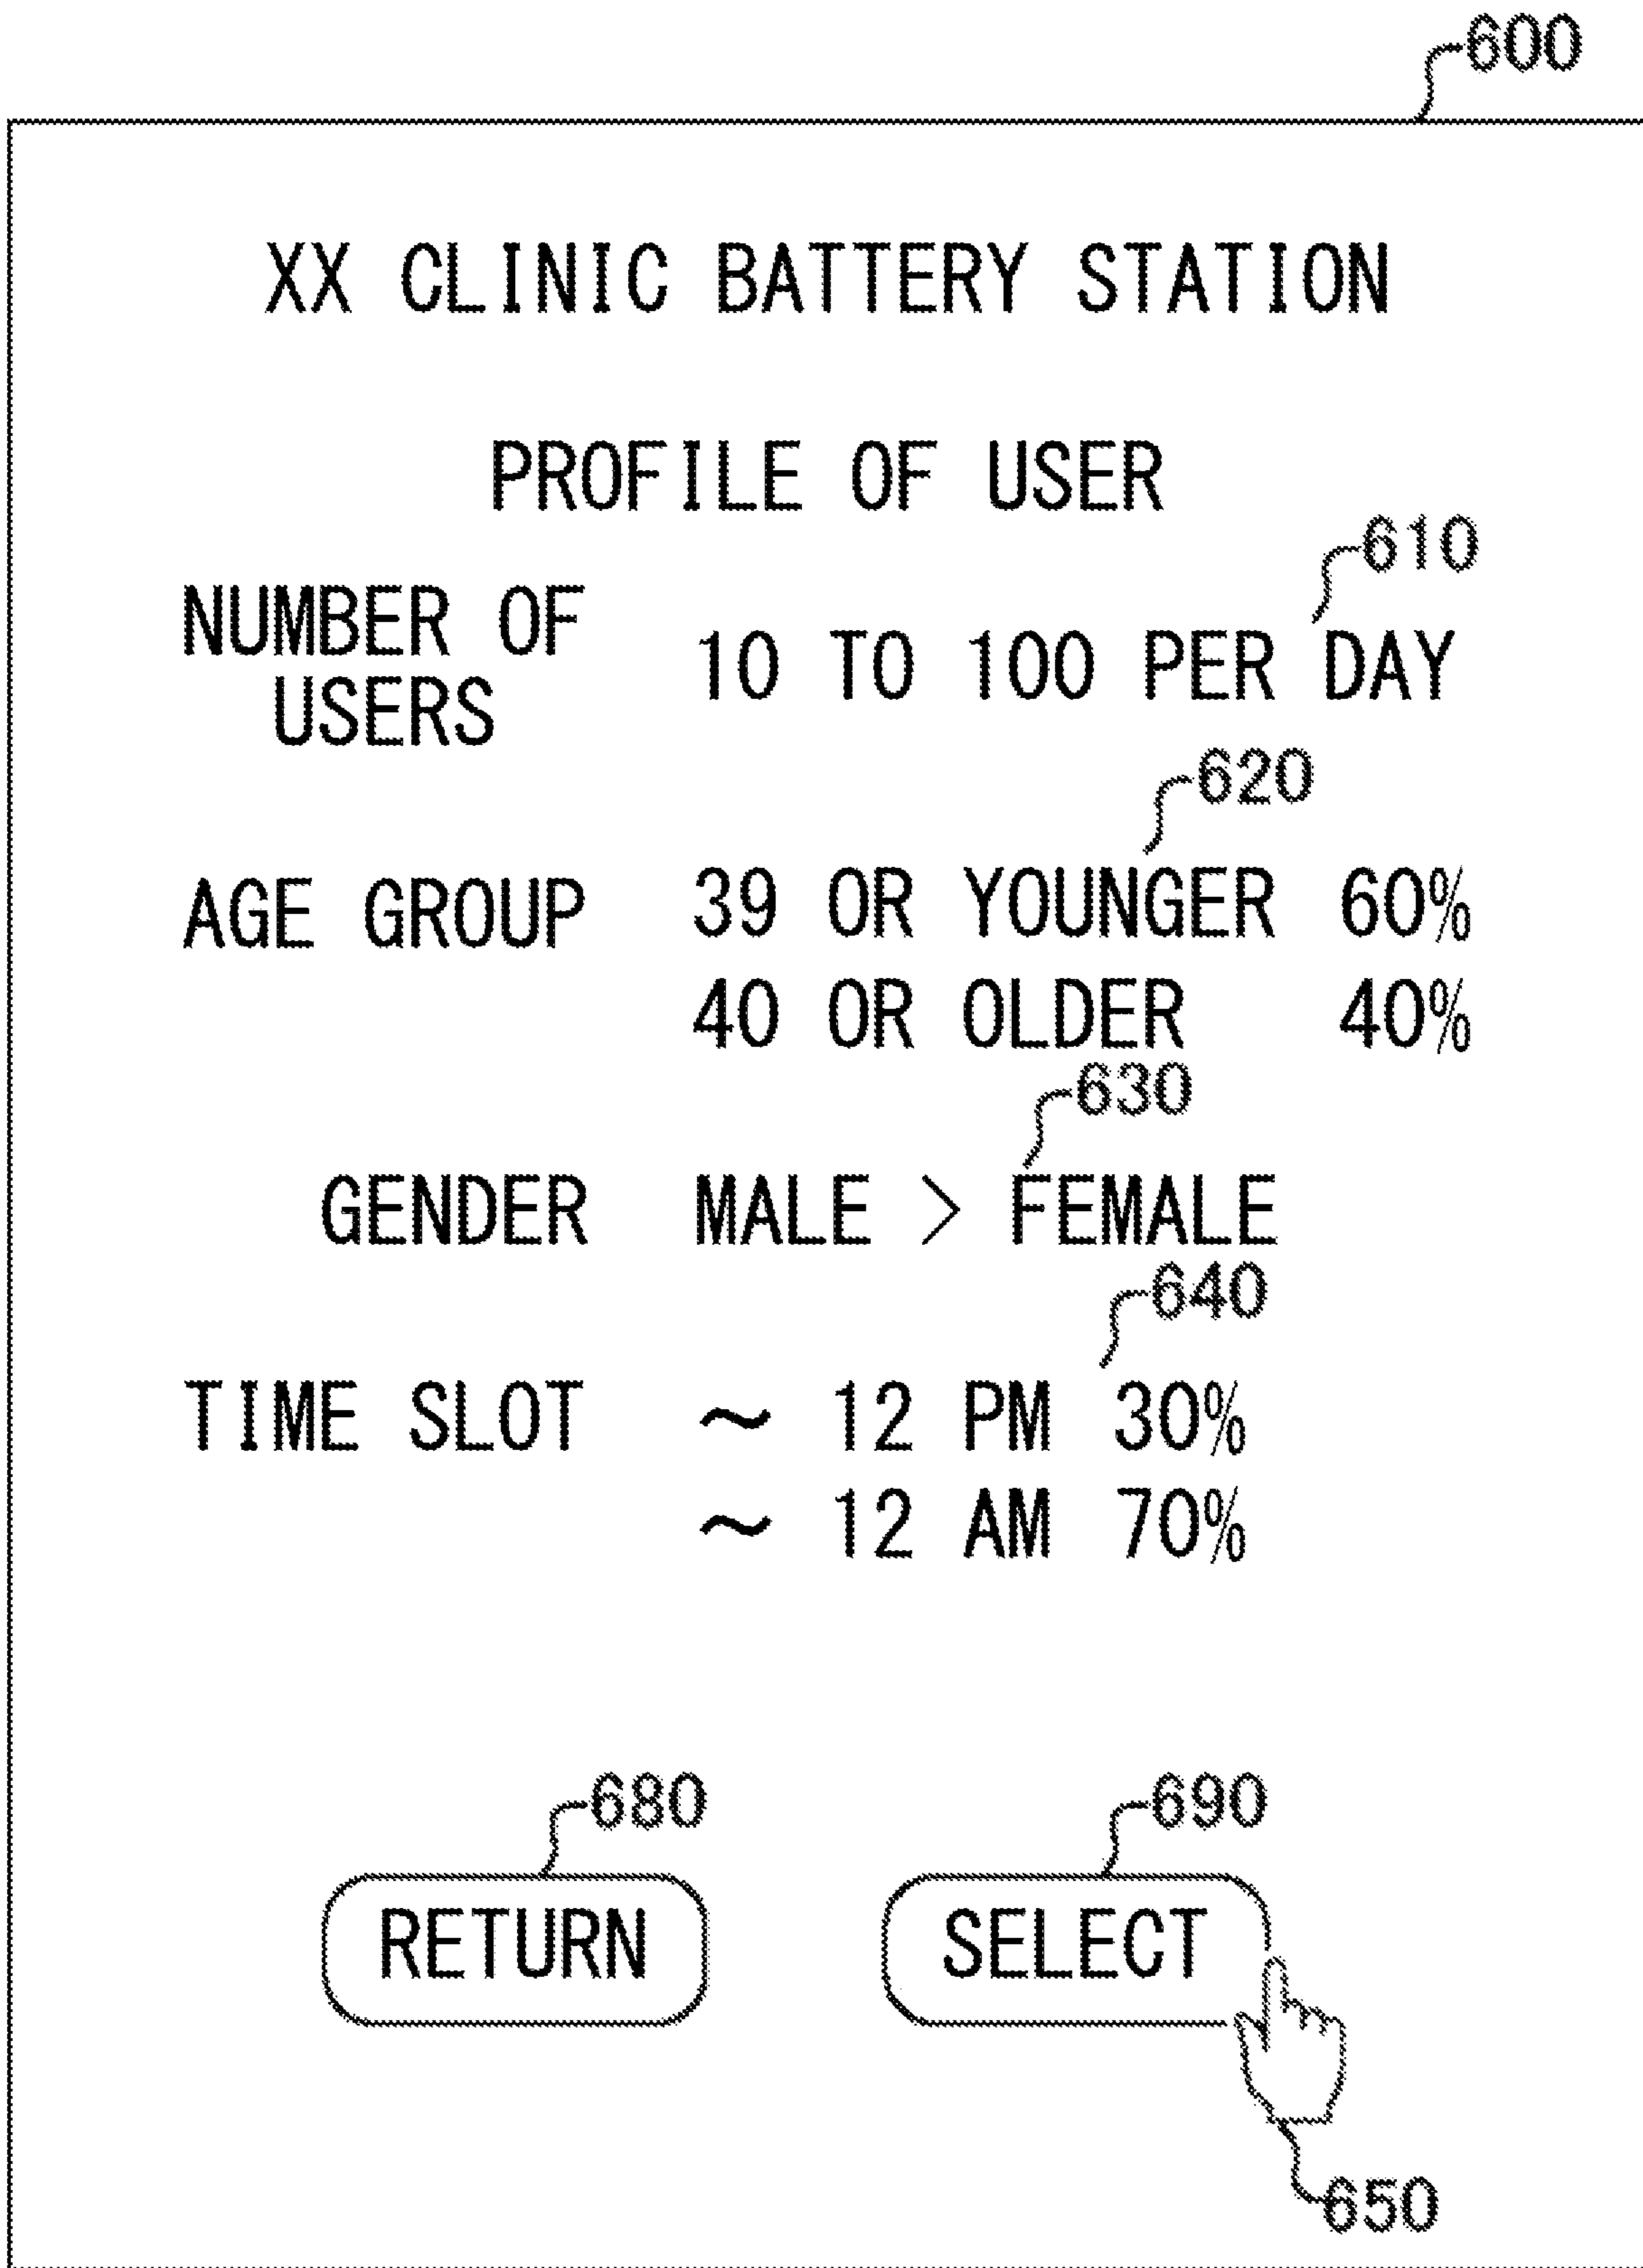 600
XX CLINIC BATTERY STATION
PROFILE OF USER
610
NUMBER OF
USERS
10 TO 100 PER DAY
620
AGE GROUP 39 OR YOUNGER 60%
40 OR OLDER 40%
630
GENDER MALE > FEMALE
640
TIME SLOT ~ 12 PM 30%
~ 12 AM 70%
680 690
RETURN SELECT
650